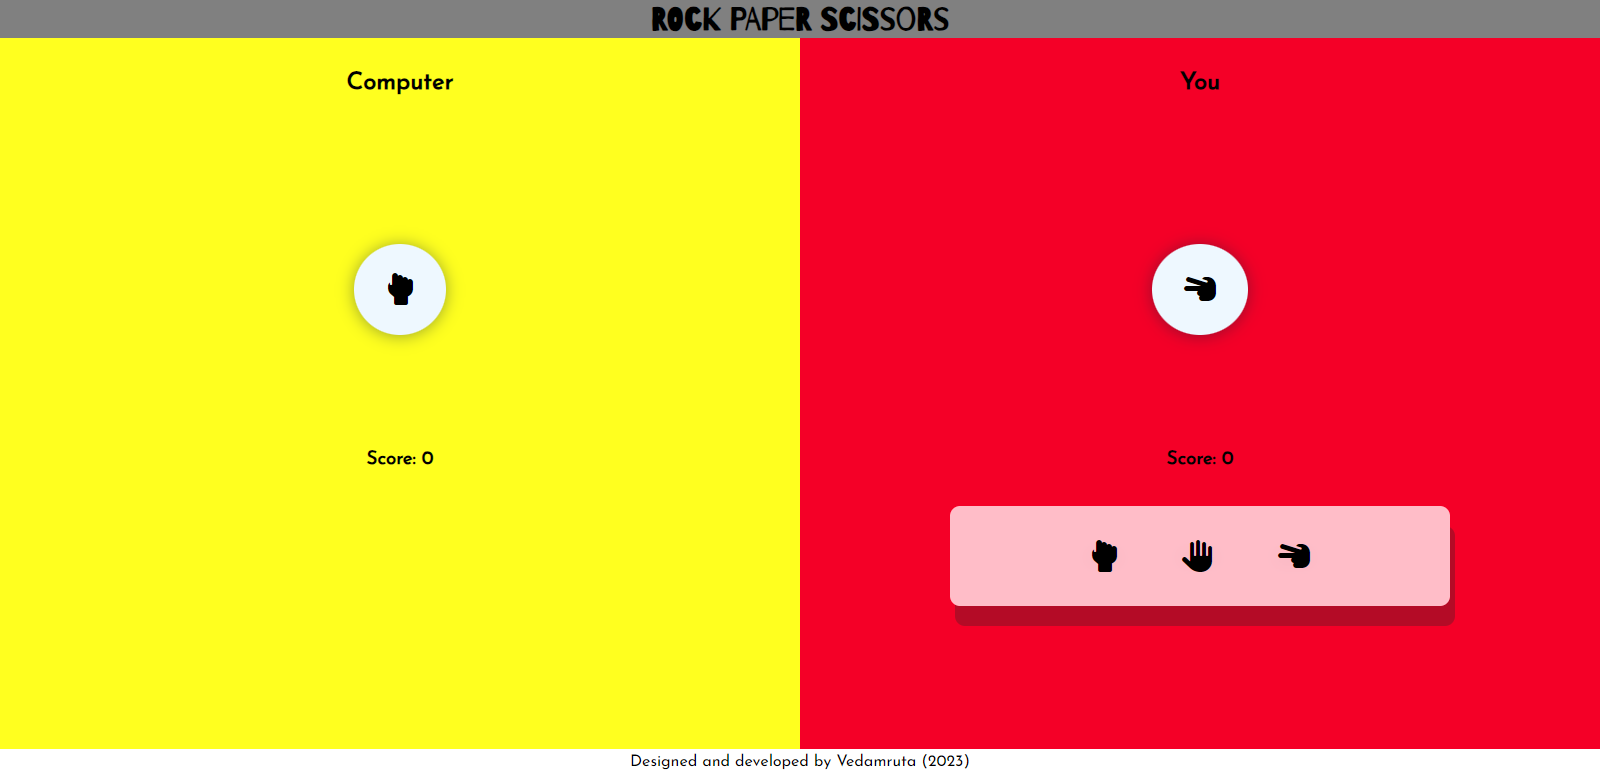 ROCK PAPER SCISSORS
Computer
You
Score: 0
Score: 0
Designed and developed by Vedamruta (2023)